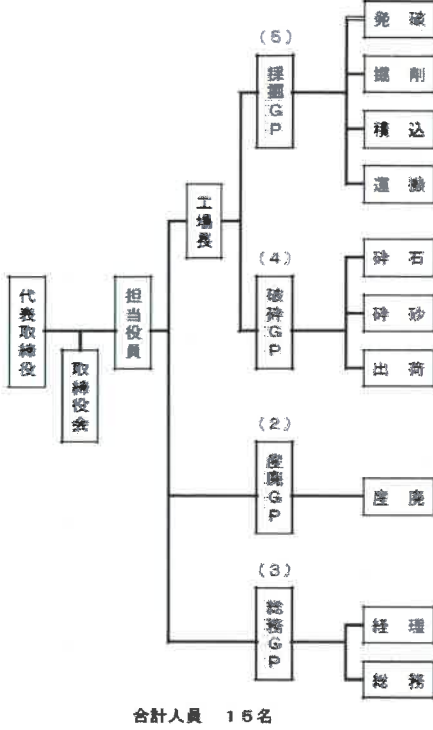 代表取締役
取締役会
担当役員
工場長
(5)
採掘GP
発破
掘削
積込
運搬
(4)
破砕GP
砕石
砕砂
出荷
(2)
産廃GP
産廃
(3)
総務GP
経理
総務
合計人員 15名